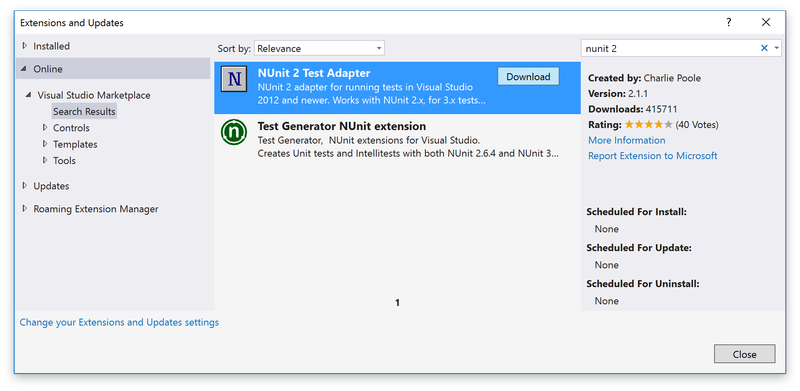 Extensions and Updates
? ✕
Installed
Online
Visual Studio Marketplace
Search Results
Controls
Templates
Tools
Updates
Roaming Extension Manager
Change your Extensions and Updates settings
Sort by: Relevance
N
NUnit 2 Test Adapter
Download
NUnit 2 adapter for running tests in Visual Studio
2012 and newer. Works with NUnit 2.x, for 3.x tests...
n
Test Generator NUnit extension
Test Generator, NUnit extensions for Visual Studio.
Creates Unit tests and Intellitests with both NUnit 2.6.4 and NUnit 3...
1
nunit 2
Created by: Charlie Poole
Version: 2.1.1
Downloads: 415711
Rating: ★★★★★ (40 Votes)
More Information
Report Extension to Microsoft
Scheduled For Install:
None
Scheduled For Update:
None
Scheduled For Uninstall:
None
Close